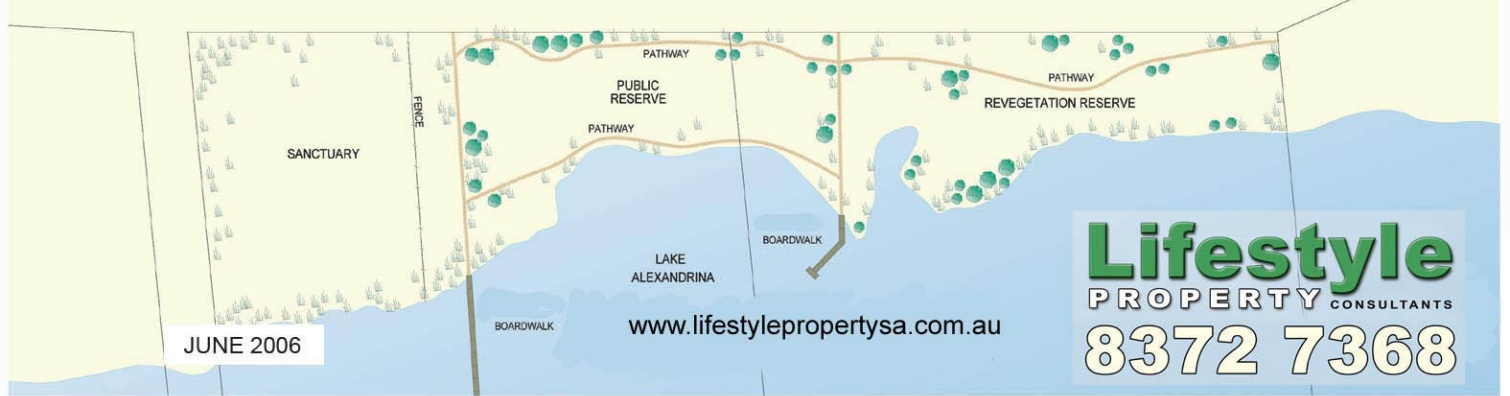 PATHWAY
PUBLIC
RESERVE
PATHWAY
FENCE
SANCTUARY
PATHWAY
REVEGETATION RESERVE
BOARDWALK
LAKE
ALEXANDRINA
BOARDWALK
www.lifestylepropertysa.com.au
JUNE 2006
Lifestyle
PROPERTY CONSULTANTS
8372 7368